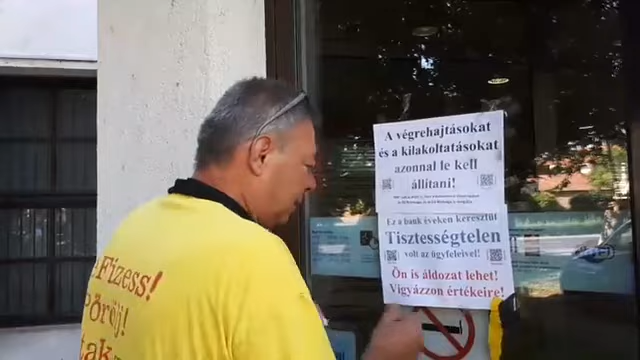 A végrehajtásokat
és a kilakoltatásokat
azonnal le kell
állítani!
Ez a bank éveken keresztül
Tisztességtelen
volt az ügyfeleivel!
Ön is áldozat lehet!
Vigyázzon értékeire!
Fizess!
Pörölj!